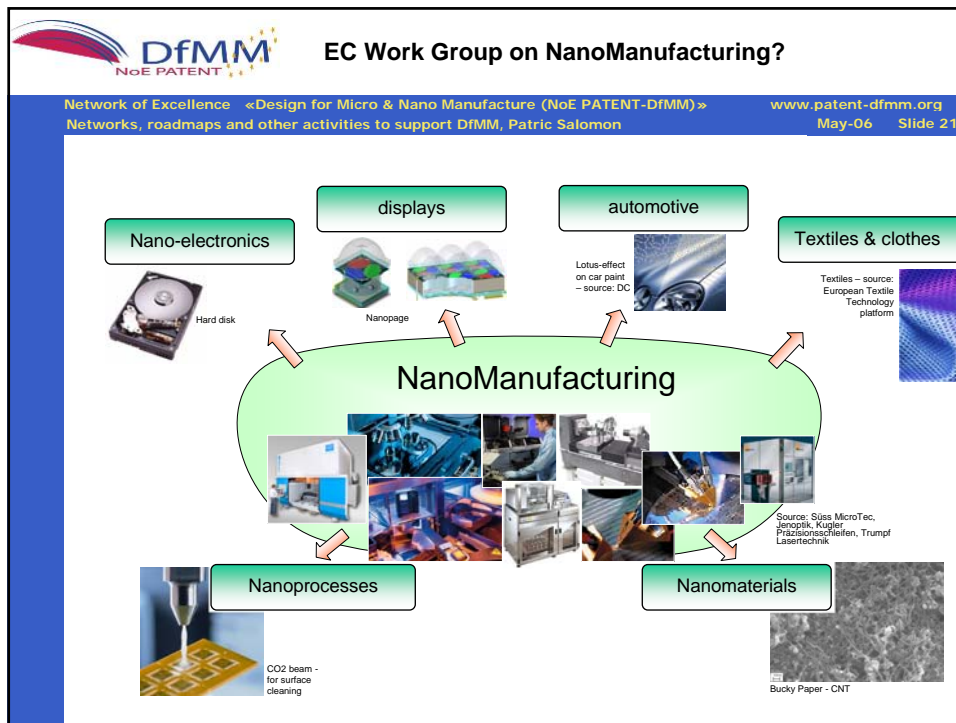 DfMM
NoE PATENT
EC Work Group on NanoManufacturing?
Network of Excellence «Design for Micro & Nano Manufacture (NoE PATENT-DfMM)» www.patent-dfmm.org
Networks, roadmaps and other activities to support DfMM, Patric Salomon May-06 Slide 21
displays
automotive
Nano-electronics
Textiles & clothes
Hard disk
Nanopage
Lotus-effect
on car paint
– source: DC
Textiles – source:
European Textile
Technology
platform
NanoManufacturing
Source: Süss MicroTec,
Jenoptik, Kugler
Präzisionsschleifen, Trumpf
Lasertechnik
Nanoprocesses
Nanomaterials
CO2 beam -
for surface
cleaning
Bucky Paper - CNT